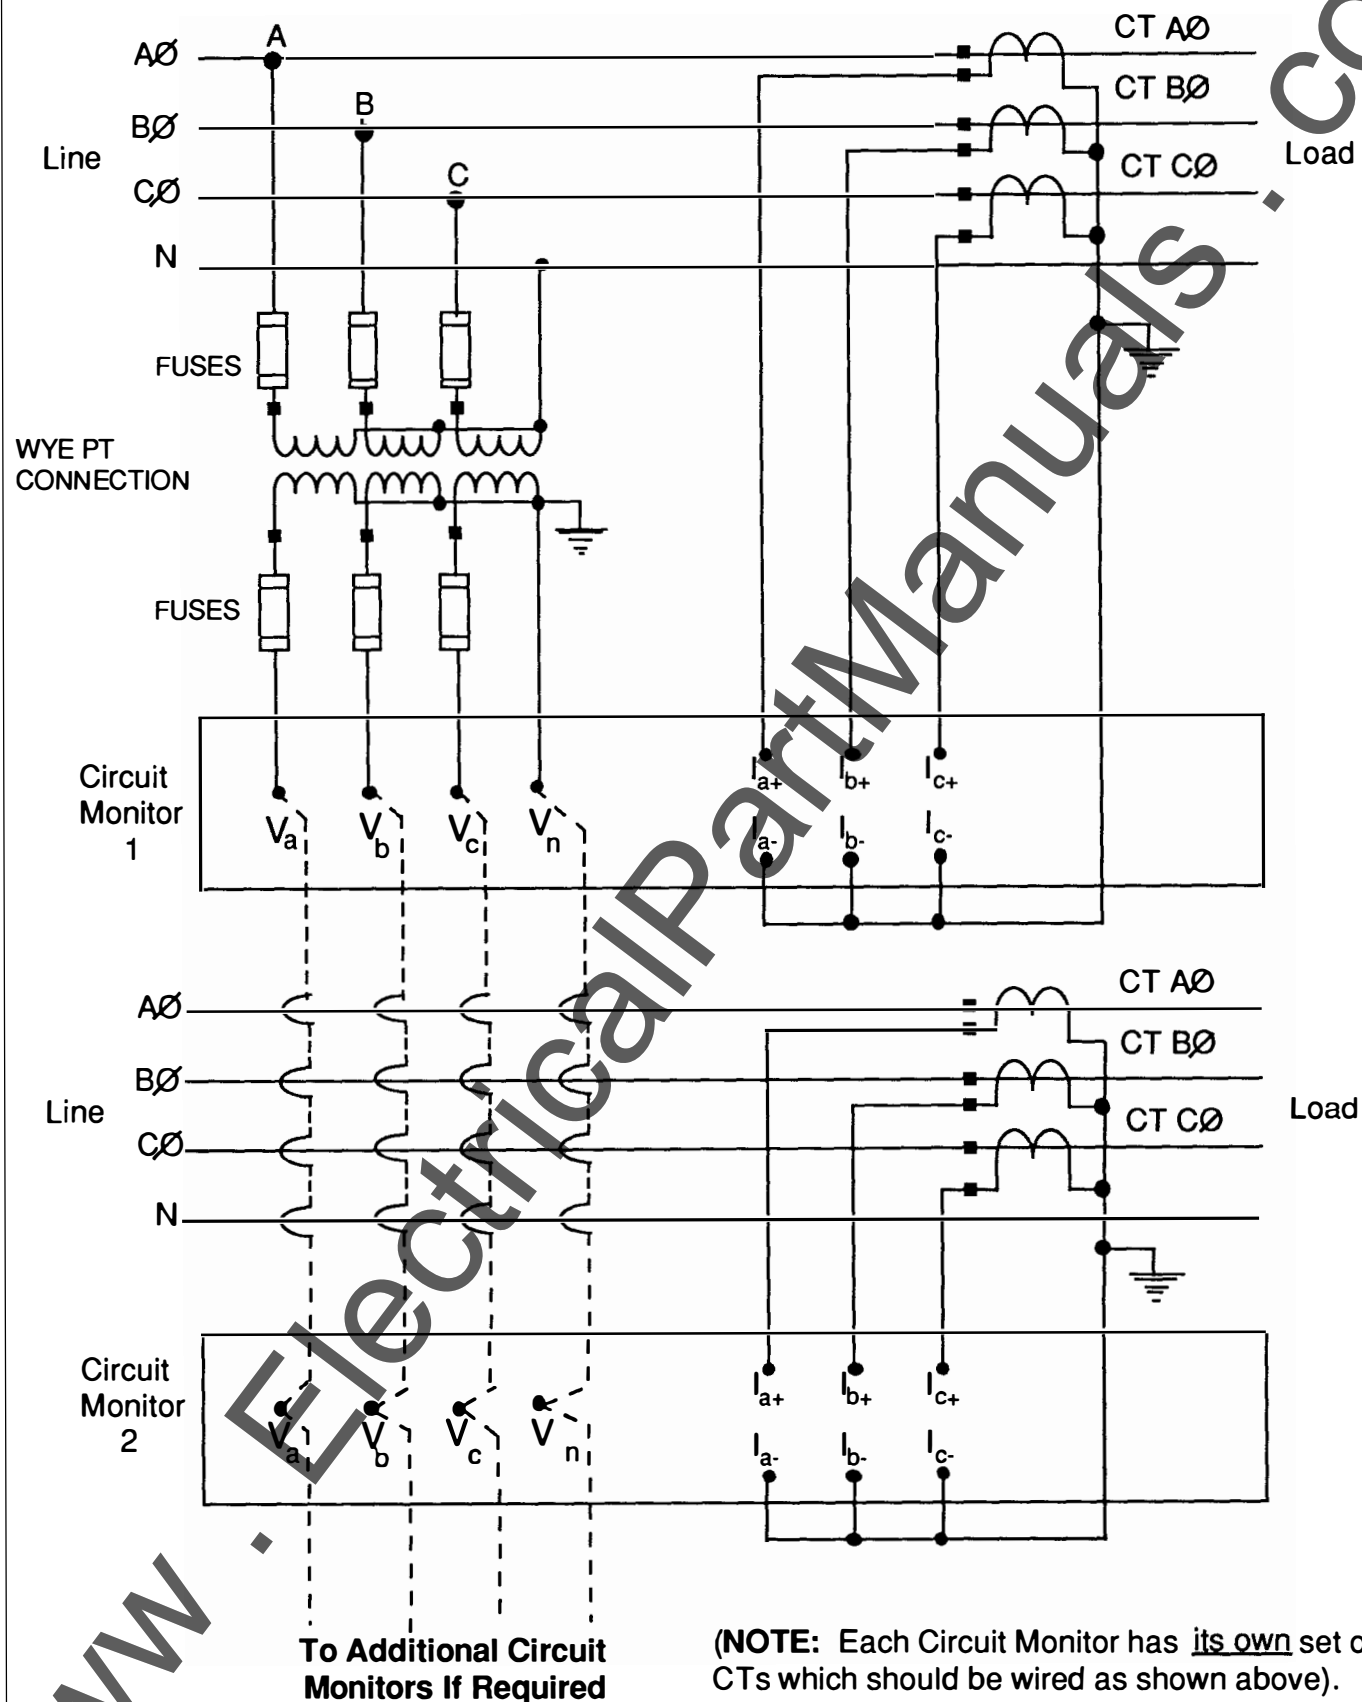 A
AØ
CT AØ
CT BØ
B
BØ
Line
Load
C
CØ
CT CØ
N
FUSES
WYE PT
CONNECTION
FUSES
Circuit
Monitor
1
Va
Vb
Vc
Vn
Ia+
Ib+
Ic+
Ia-
Ib-
Ic-
AØ
CT AØ
CT BØ
BØ
Line
Load
CØ
CT CØ
N
Circuit
Monitor
2
Va
Vb
Vc
Vn
Ia+
Ib+
Ic+
Ia-
Ib-
Ic-
To Additional Circuit
Monitors If Required
(NOTE: Each Circuit Monitor has its own set
CTs which should be wired as shown above).
www . ElectricalPartManuals . co